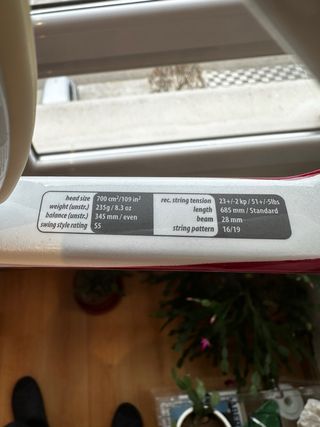 head size 700 cm²/109 in² rec. string tension 23+/-2 kp / 51+/-5lbs
weight (unstr.) 235g / 8.3 oz length 685 mm / Standard
balance (unstr.) 345 mm / even beam 28 mm
swing style rating S5 string pattern 16/19